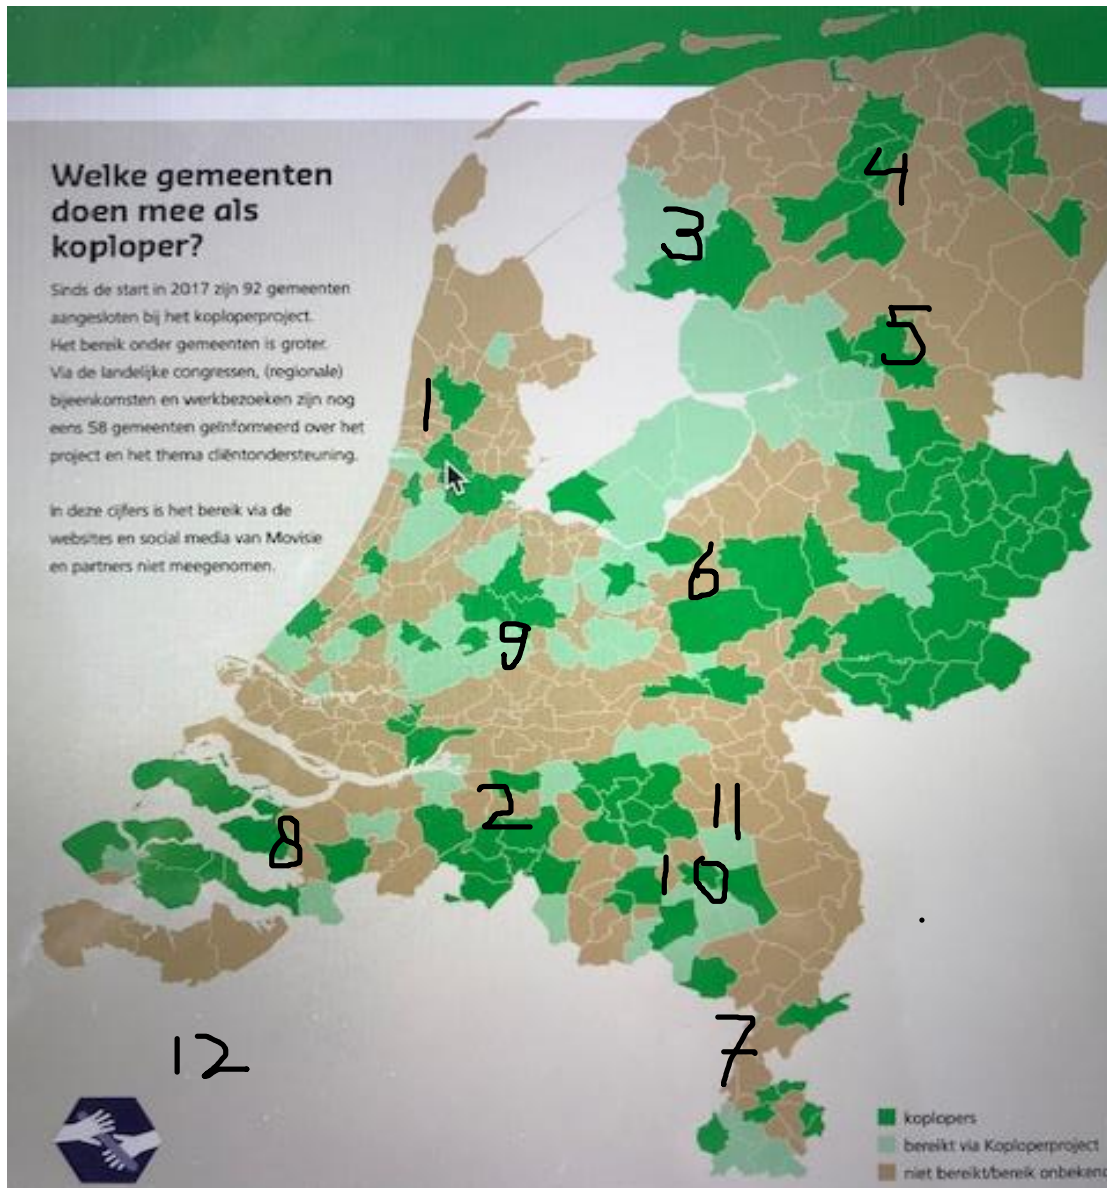 Welke gemeenten
doen mee als
koploper?
Sinds de start in 2017 zijn 92 gemeenten
aangesloten bij het koploperproject.
Het bereik onder gemeenten is groter.
Via de landelijke congressen, (regionale)
bijeenkomsten en werkbezoeken zijn nog
eens 58 gemeenten geïnformeerd over het
project en het thema cliëntondersteuning.
In deze cijfers is het bereik via de
websites en social media van Movisie
en partners niet meegenomen.
4
3
5
1
6
9
2
11
8
10
7
12
koplopers
bereikt via Koploperproject
niet bereikt/bereik onbekend